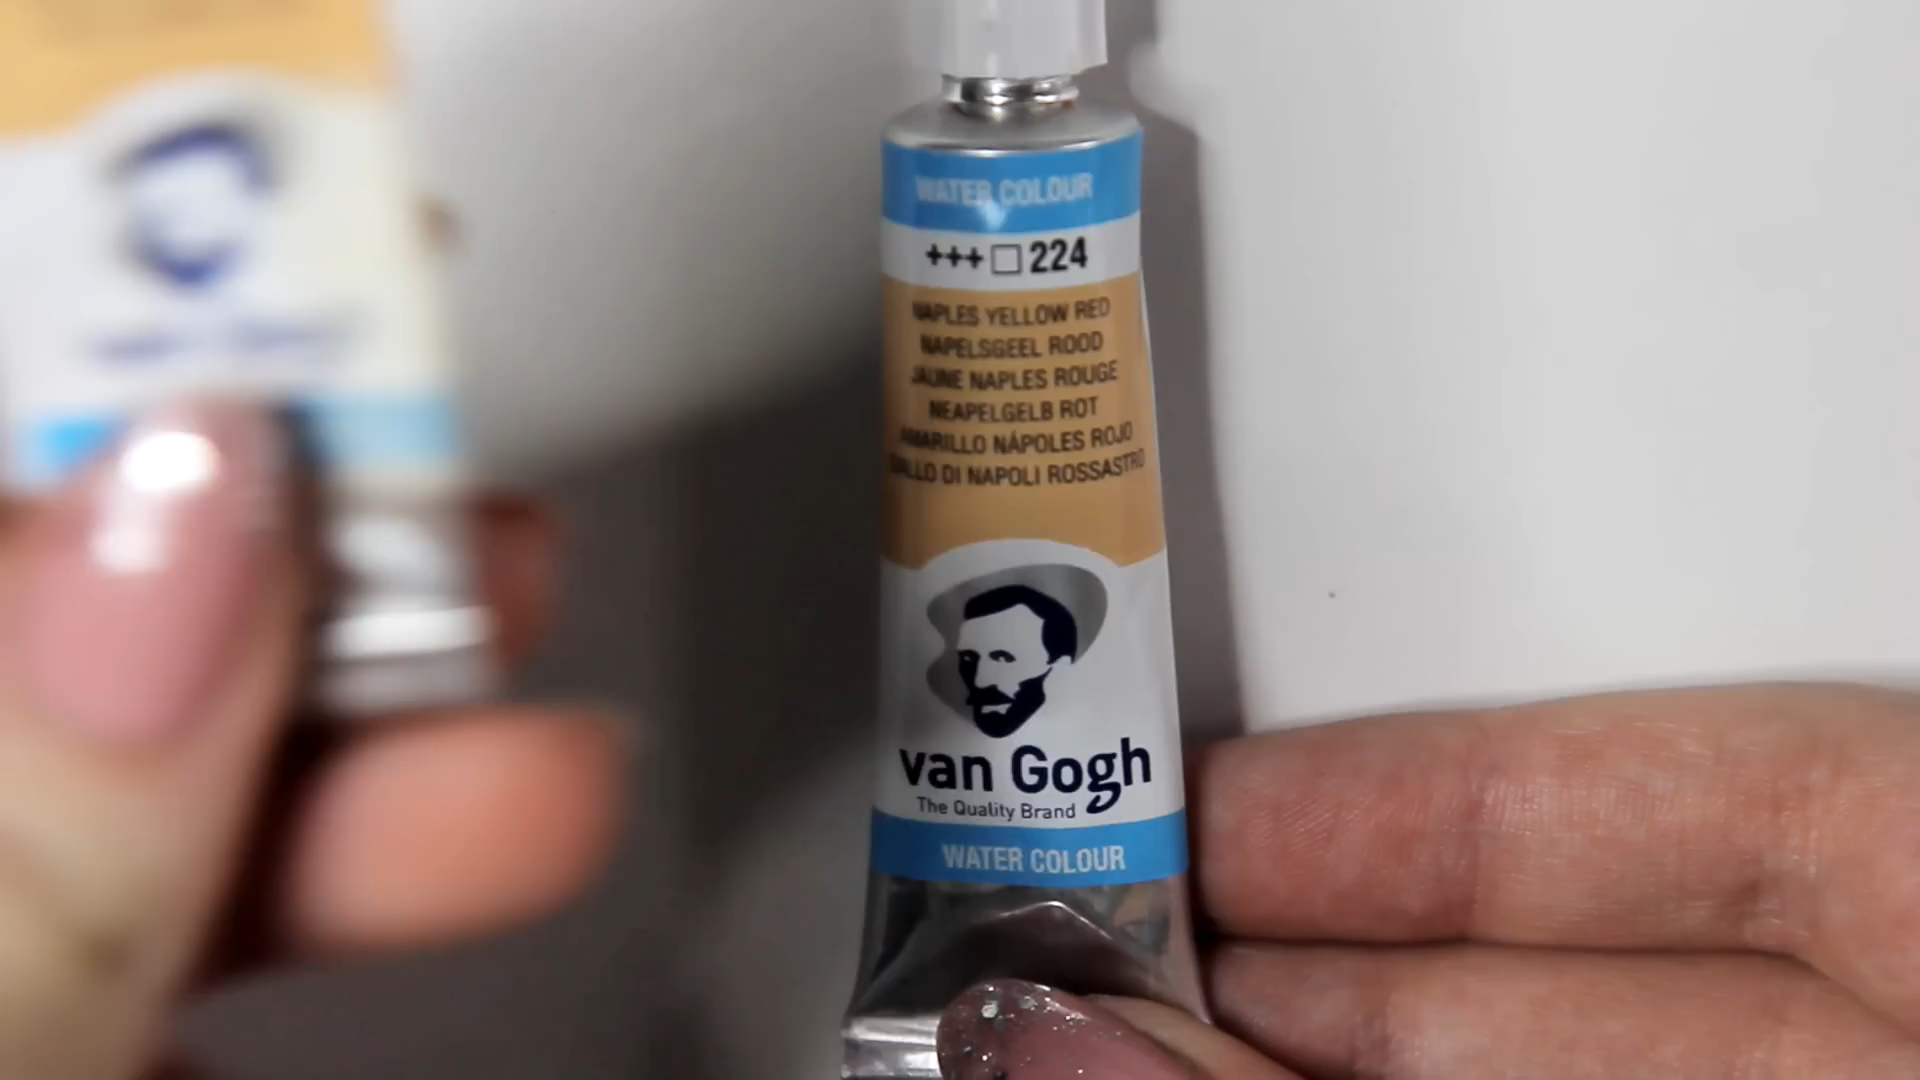 WATER COLOUR
+++ 224
NAPLES YELLOW RED
NAPELSGEEL ROOD
JAUNE NAPLES ROUGE
NEAPELGELB ROT
AMARILLO NÁPOLES ROJO
GIALLO DI NAPOLI ROSSASTRO
van Gogh
The Quality Brand
WATER COLOUR